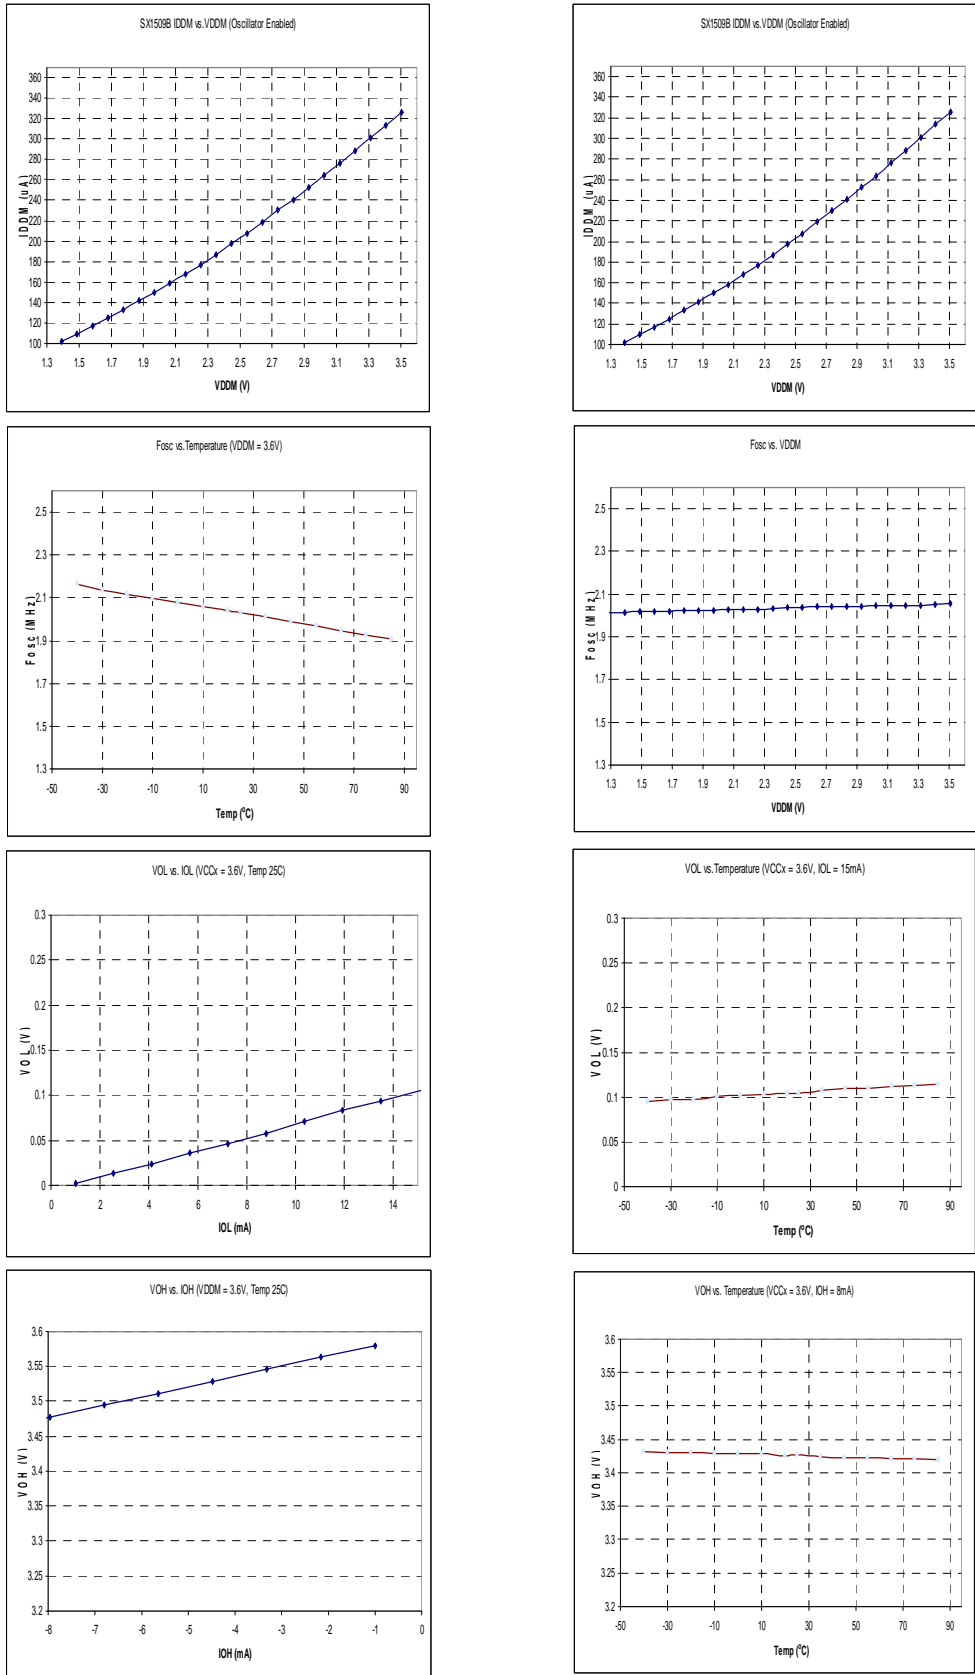 SX1509B IDDM vs. VDDM (Oscillator Enabled)
IDDM (uA)
360
340
320
300
280
260
240
220
200
180
160
140
120
100
1.3 1.5 1.7 1.9 2.1 2.3 2.5 2.7 2.9 3.1 3.3 3.5
VDDM (V)
SX1509B IDDM vs. VDDM (Oscillator Enabled)
IDDM (uA)
360
340
320
300
280
260
240
220
200
180
160
140
120
100
1.3 1.5 1.7 1.9 2.1 2.3 2.5 2.7 2.9 3.1 3.3 3.5
VDDM (V)
Fosc vs. Temperature (VDDM = 3.6V)
Fosc (MHz)
2.5
2.3
2.1
1.9
1.7
1.5
1.3
-50 -30 -10 10 30 50 70 90
Temp (°C)
Fosc vs. VDDM
Fosc (MHz)
2.5
2.3
2.1
1.9
1.7
1.5
1.3
1.3 1.5 1.7 1.9 2.1 2.3 2.5 2.7 2.9 3.1 3.3 3.5
VDDM (V)
VOL vs. IOL (VCCx = 3.6V, Temp 25C)
VOL (V)
0.3
0.25
0.2
0.15
0.1
0.05
0
0 2 4 6 8 10 12 14
IOL (mA)
VOL vs. Temperature (VCCx = 3.6V, IOL = 15mA)
VOL (V)
0.3
0.25
0.2
0.15
0.1
0.05
0
-50 -30 -10 10 30 50 70 90
Temp (°C)
VOH vs. IOH (VDDM = 3.6V, Temp 25C)
VOH (V)
3.6
3.55
3.5
3.45
3.4
3.35
3.3
3.25
3.2
-8 -7 -6 -5 -4 -3 -2 -1 0
IOH (mA)
VOH vs. Temperature (VCCx = 3.6V, IOH = 8mA)
VOH (V)
3.6
3.55
3.5
3.45
3.4
3.35
3.3
3.25
3.2
-50 -30 -10 10 30 50 70 90
Temp (°C)